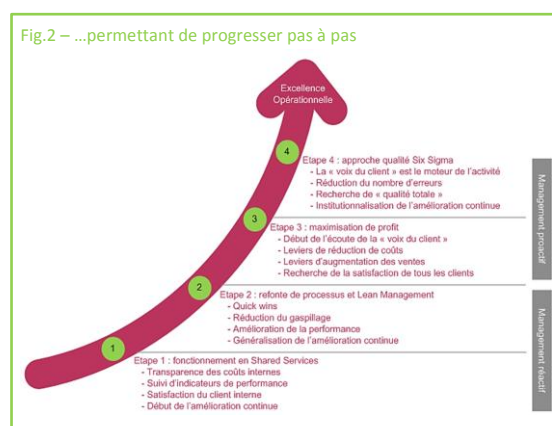 Fig.2 – …permettant de progresser pas à pas
Excellence
Opérationnelle
4
Etape 4 : approche qualité Six Sigma
- La « voix du client » est le moteur de l'activité
- Réduction du nombre d'erreurs
- Recherche de « qualité totale »
- Institutionnalisation de l'amélioration continue
Management proactif
3
Etape 3 : maximisation de profit
- Début de l'écoute de la « voix du client »
- Leviers de réduction de coûts
- Leviers d'augmentation des ventes
- Recherche de la satisfaction de tous les clients
2
Etape 2 : refonte de processus et Lean Management
- Quick wins
- Réduction du gaspillage
- Amélioration de la performance
- Généralisation de l'amélioration continue
Management réactif
1
Etape 1 : fonctionnement en Shared Services
- Transparence des coûts internes
- Suivi d'indicateurs de performance
- Satisfaction du client interne
- Début de l'amélioration continue